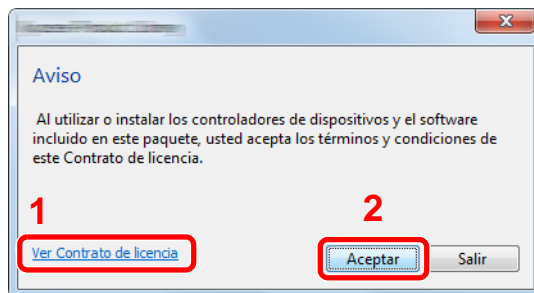 Aviso
Al utilizar o instalar los controladores de dispositivos y el software
incluido en este paquete, usted acepta los términos y condiciones de
este Contrato de licencia.
1
2
Ver Contrato de licencia
Aceptar
Salir